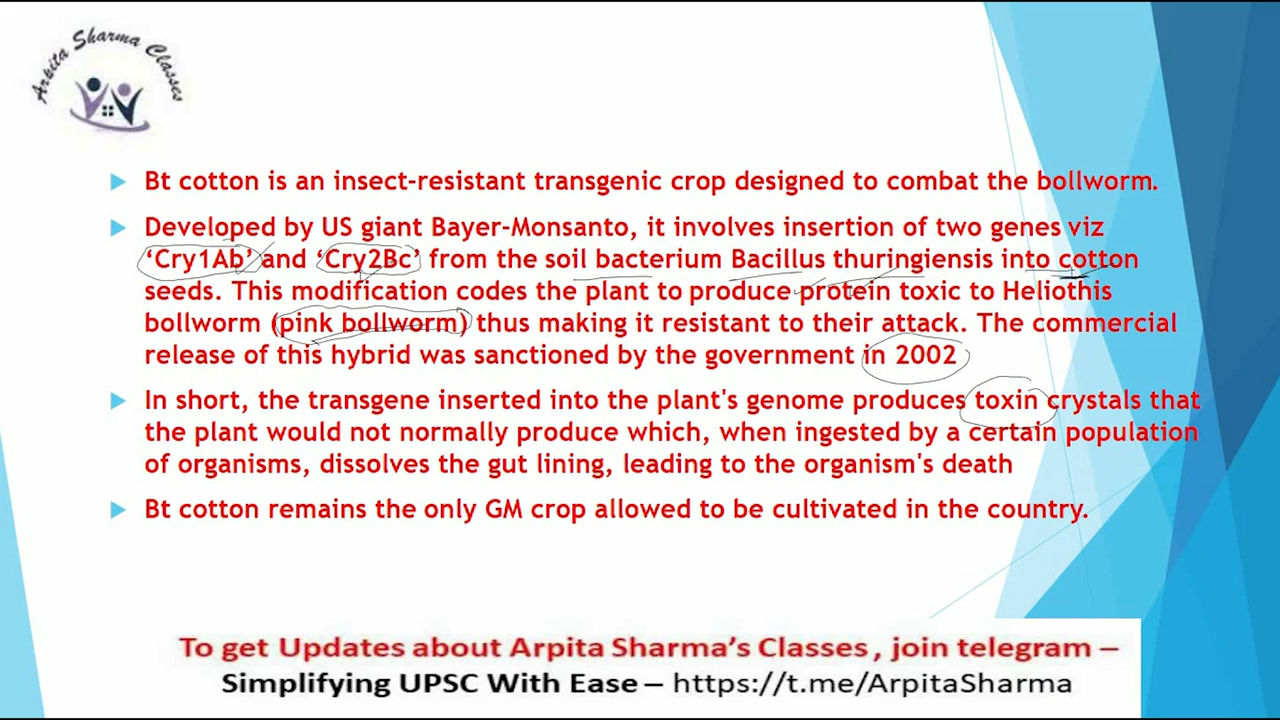 Arpita Sharma Classes
Bt cotton is an insect-resistant transgenic crop designed to combat the bollworm.
Developed by US giant Bayer-Monsanto, it involves insertion of two genes viz
‘Cry1Ab’ and ‘Cry2Bc’ from the soil bacterium Bacillus thuringiensis into cotton
seeds. This modification codes the plant to produce protein toxic to Heliothis
bollworm (pink bollworm) thus making it resistant to their attack. The commercial
release of this hybrid was sanctioned by the government in 2002
In short, the transgene inserted into the plant's genome produces toxin crystals that
the plant would not normally produce which, when ingested by a certain population
of organisms, dissolves the gut lining, leading to the organism's death
Bt cotton remains the only GM crop allowed to be cultivated in the country.
To get Updates about Arpita Sharma’s Classes , join telegram –
Simplifying UPSC With Ease – https://t.me/ArpitaSharma